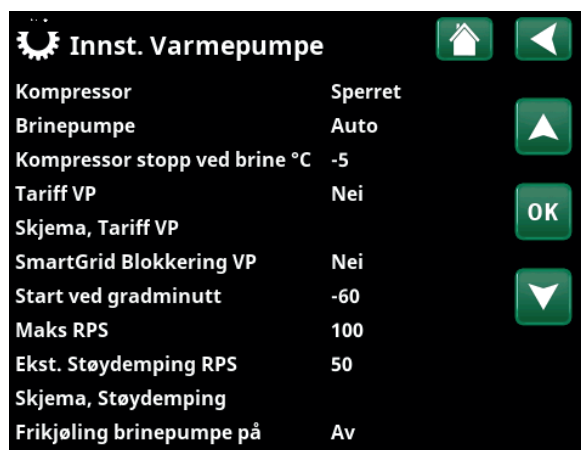 Innst. Varmepumpe
Kompressor Sperret
Brinepumpe Auto
Kompressor stopp ved brine °C -5
Tariff VP Nei
OK
Skjema, Tariff VP
SmartGrid Blokkering VP Nei
Start ved gradminutt -60
Maks RPS 100
Ekst. Støydemping RPS 50
Skjema, Støydemping
Frikjøling brinepumpe på Av